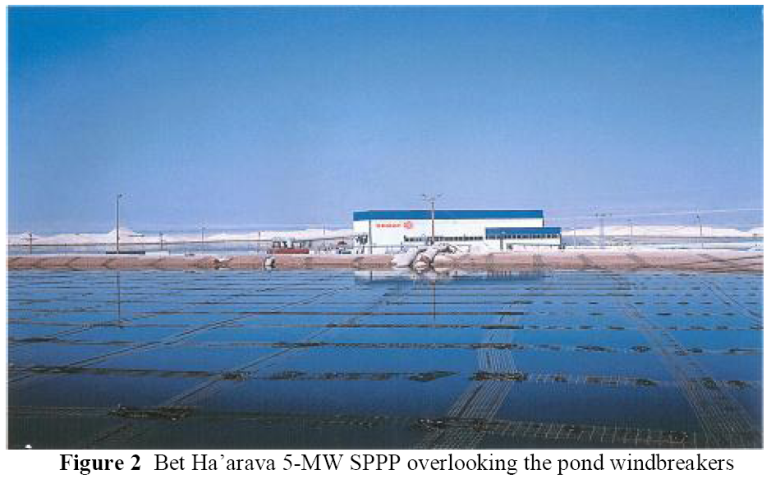 Figure 2 Bet Ha’arava 5-MW SPPP overlooking the pond windbreakers